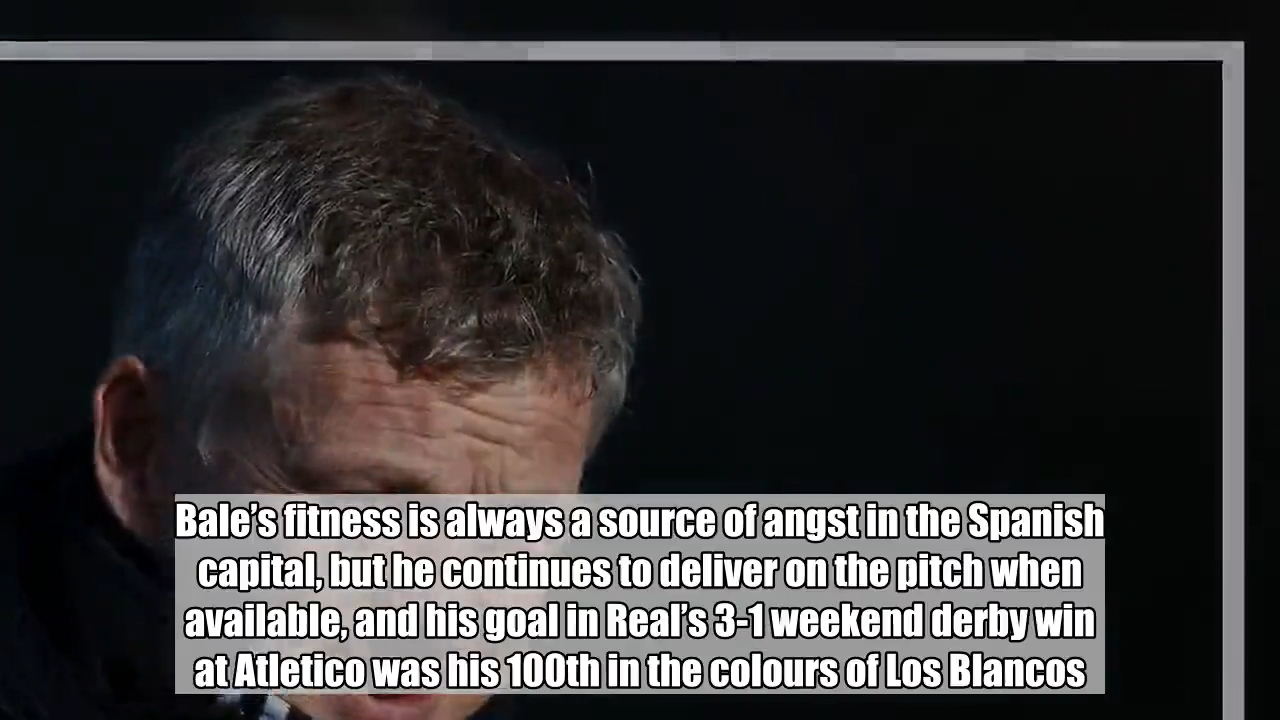 Bale’s fitness is always a source of angst in the Spanish
capital, but he continues to deliver on the pitch when
available, and his goal in Real’s 3-1 weekend derby win
at Atletico was his 100th in the colours of Los Blancos